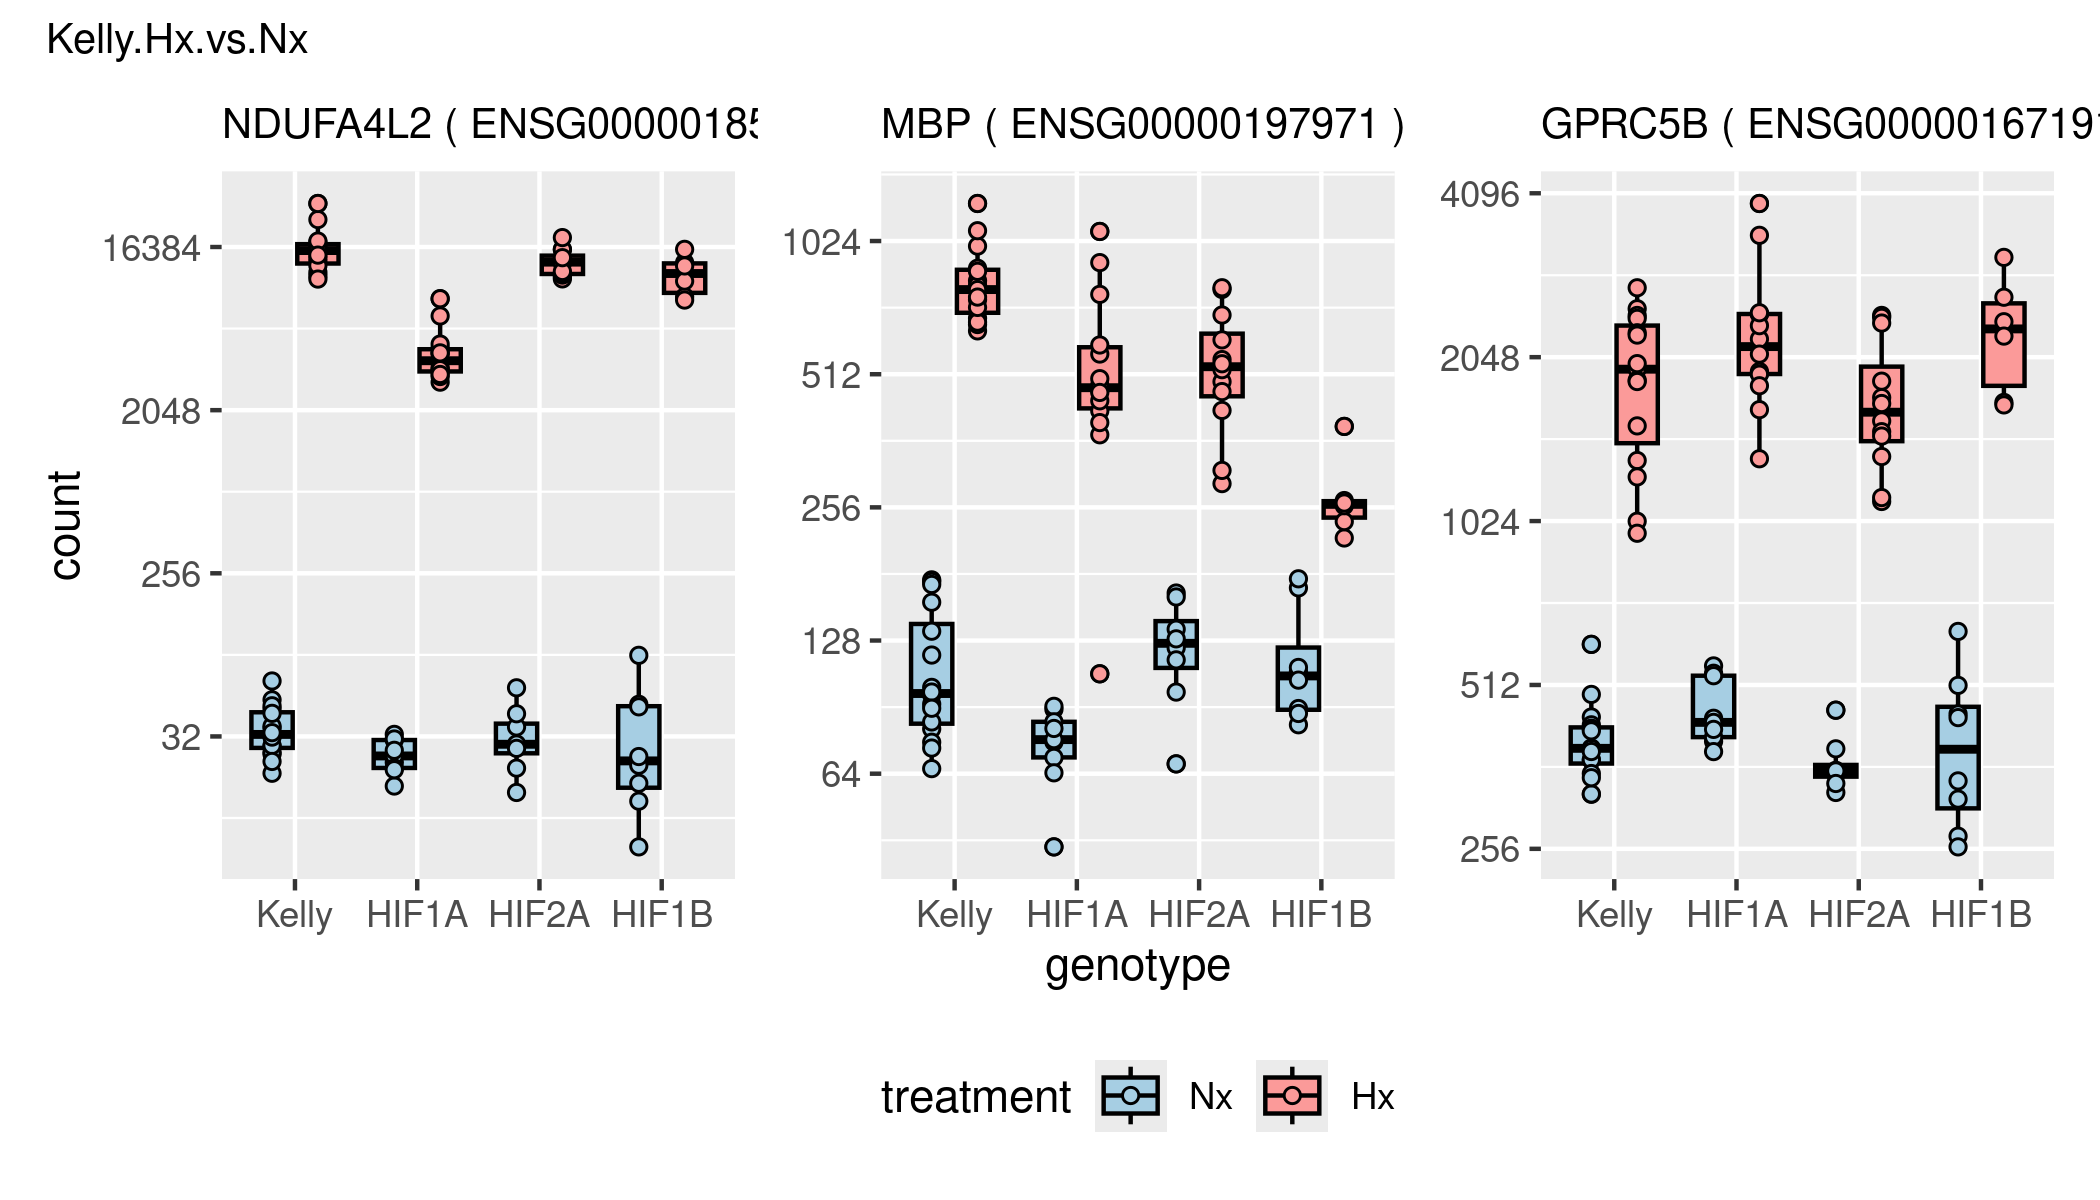 Kelly.Hx.vs.Nx
NDUFA4L2 ( ENSG00000185
MBP ( ENSG00000197971 )
GPRC5B ( ENSG00000167191
count
16384
2048
256
32
Kelly HIF1A HIF2A HIF1B
1024
512
256
128
64
Kelly HIF1A HIF2A HIF1B
4096
2048
1024
512
256
Kelly HIF1A HIF2A HIF1B
genotype
treatment Nx Hx